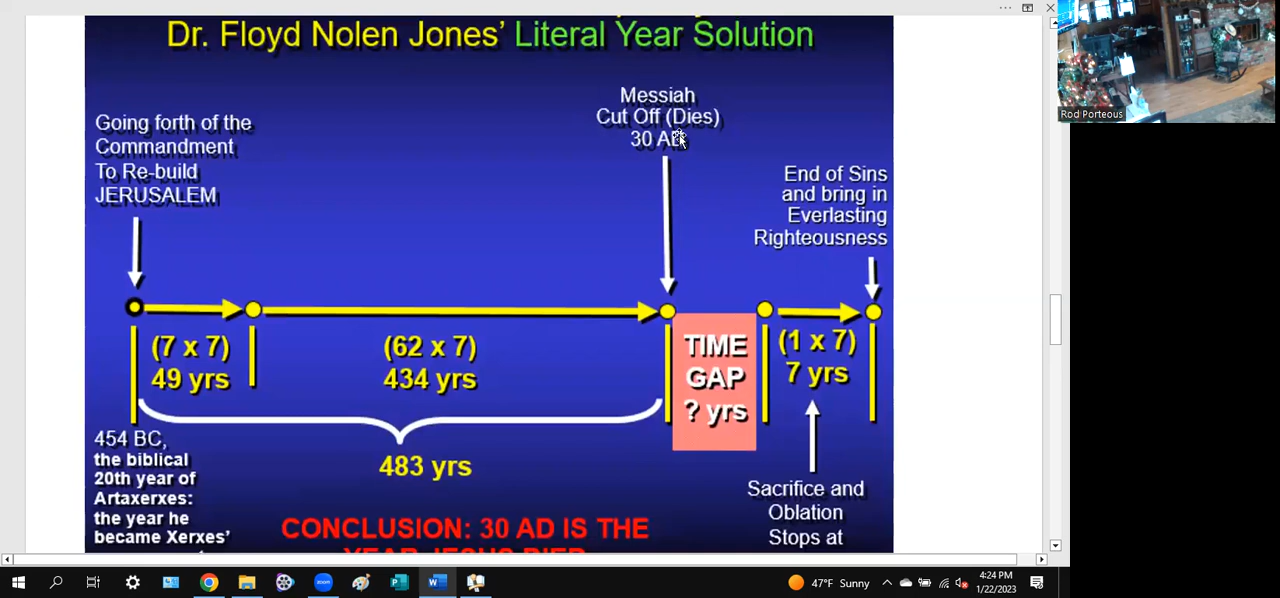 Dr. Floyd Nolen Jones' Literal Year Solution
Going forth of the
Commandment
To Re-build
JERUSALEM
Messiah
Cut Off (Dies)
30 AD
End of Sins
and bring in
Everlasting
Righteousness
(7 x 7)
49 yrs
(62 x 7)
434 yrs
TIME
GAP
? yrs
(1 x 7)
7 yrs
483 yrs
454 BC,
the biblical
20th year of
Artaxerxes:
the year he
became Xerxes'
Sacrifice and
Oblation
Stops at
CONCLUSION: 30 AD IS THE
YEAR JESUS DIED
Rod Porteous
47°F Sunny
4:24 PM
1/22/2023